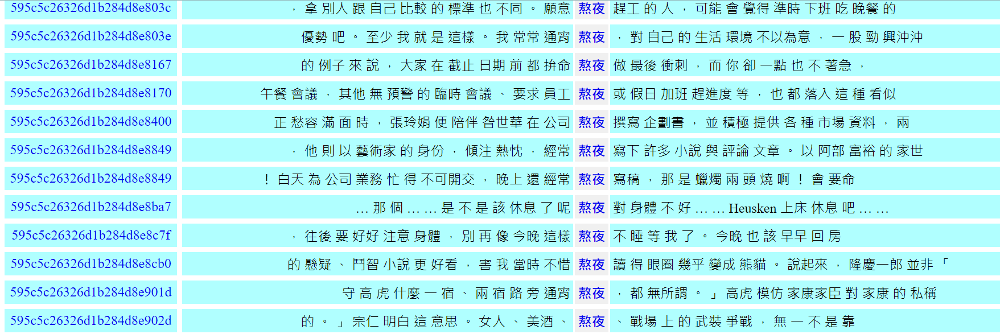 595c5c26326d1b284d8e803c ， 拿 別人 跟 自己 比較 的 標準 也 不同 。 願意 熬夜 趕工 的 人 ， 可能 會 覺得 準時 下班 吃 晚餐 的
595c5c26326d1b284d8e803e 優勢 吧 。 至少 我 就 是 這樣 。 我 常常 通宵 熬夜 ， 對 自己 的 生活 環境 不以為意 ， 一 股 勁 興沖沖
595c5c26326d1b284d8e8167 的 例子 來 說 ， 大家 在 截止 日期 前 都 拚命 熬夜 做 最後 衝刺 ， 而 你 卻 一點 也 不 著急 ，
595c5c26326d1b284d8e8170 午餐 會議 ， 其他 無 預警 的 臨時 會議 、 要求 員工 熬夜 或 假日 加班 趕進度 等 ， 也 都 落入 這 種 看似
595c5c26326d1b284d8e8400 正 愁容 滿 面 時 ， 張玲娟 便 陪伴 昝世華 在 公司 熬夜 撰寫 企劃書 ， 並 積極 提供 各 種 市場 資料 ， 兩
595c5c26326d1b284d8e8849 ， 他 則 以 藝術家 的 身份 ， 傾注 熱忱 ， 經常 熬夜 寫下 許多 小說 與 評論 文章 。 以 阿部 富裕 的 家世
595c5c26326d1b284d8e8849 ！ 白天 為 公司 業務 忙 得 不可開交 ， 晚上 還 經常 熬夜 寫稿 ， 那 是 蠟燭 兩 頭 燒 啊 ！ 會 要命
595c5c26326d1b284d8e8ba7 … 那 個 … … 是 不 是 該 休息 了 呢 熬夜 對 身體 不 好 … … Heusken 上床 休息 吧 … …
595c5c26326d1b284d8e8c7f ， 往後 要 好好 注意 身體 ， 別 再 像 今晚 這樣 熬夜 不 睡 等 我 了 。 今晚 也 該 早早 回 房
595c5c26326d1b284d8e8cb0 的 懸疑 、 鬥智 小說 更 好看 ， 害 我 當時 不惜 熬夜 讀 得 眼圈 幾乎 變成 熊貓 。 說起來 ， 隆慶一郎 並非 「
595c5c26326d1b284d8e901d 守 高 虎 什麼 一 宿 、 兩 宿 路 旁 通宵 熬夜 ， 都 無所謂 。 」 高虎 模仿 家康家臣 對 家康 的 私稱
595c5c26326d1b284d8e902d 的 。 」 宗仁 明白 這 意思 。 女人 、 美酒 、 熬夜 、 戰場 上 的 武裝 爭戰 ， 無 一 不 是 靠